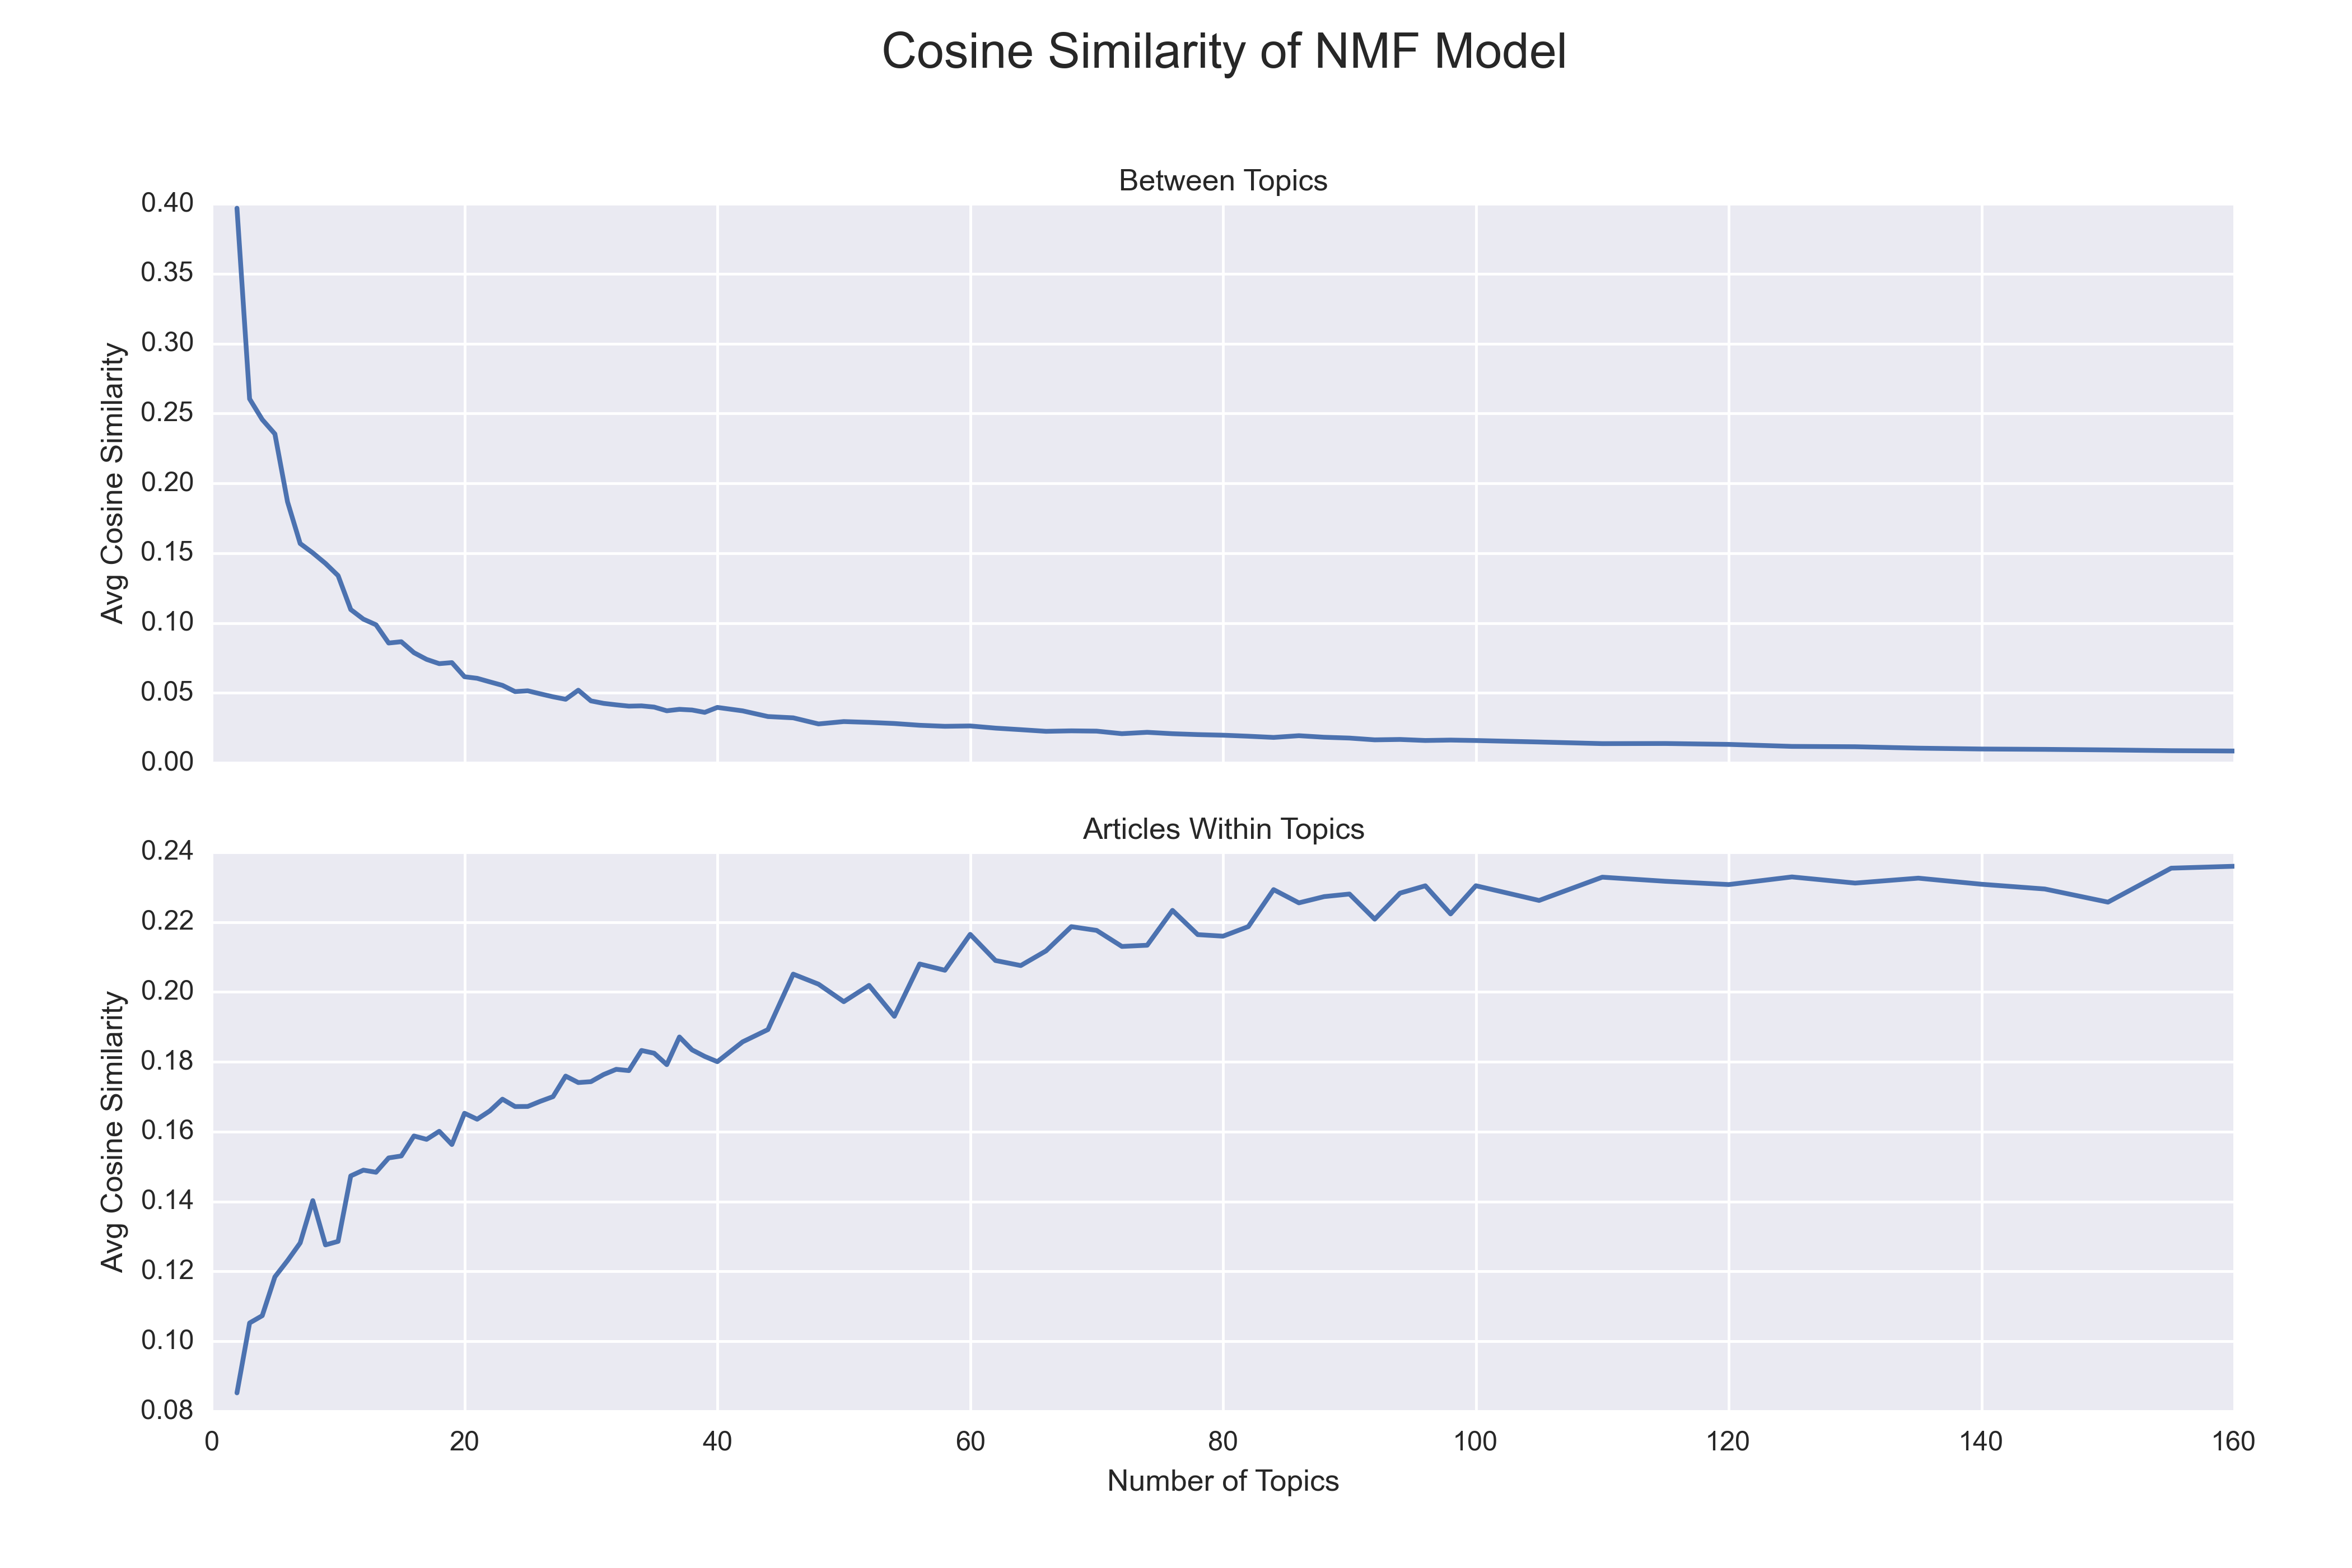 Cosine Similarity of NMF Model
Between Topics
Avg Cosine Similarity
0.40
0.35
0.30
0.25
0.20
0.15
0.10
0.05
0.00
Articles Within Topics
Avg Cosine Similarity
0.24
0.22
0.20
0.18
0.16
0.14
0.12
0.10
0.08
0 20 40 60 80 100 120 140 160
Number of Topics